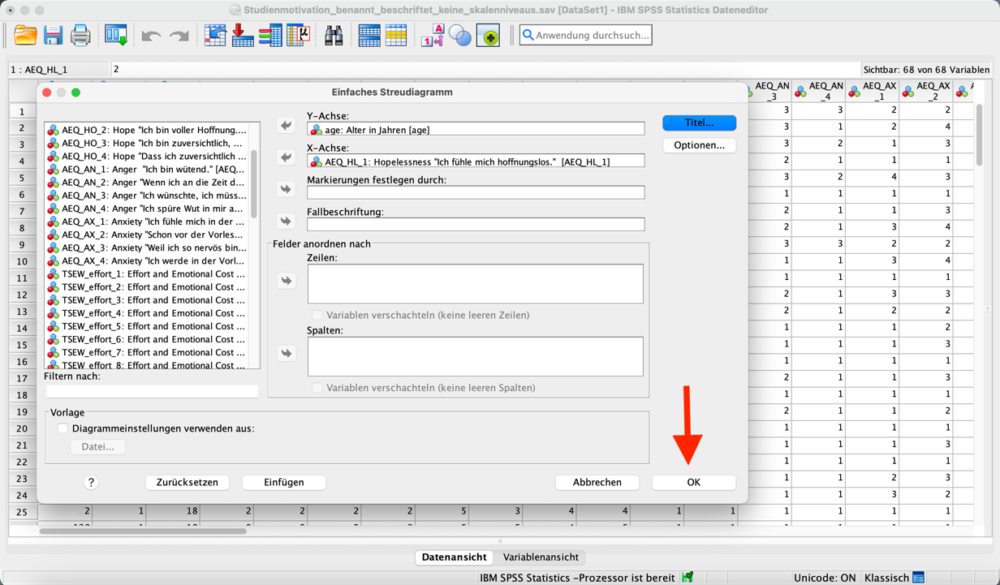 Studienmotivation_benannt_beschriftet_keine_skalenniveaus.sav [DataSet1] - IBM SPSS Statistics Dateneditor
Anwendung durchsuch...
1 : AEQ_HL_1
2
Sichtbar: 68 von 68 Variablen
Einfaches Streudiagramm
AEQ_HO_2: Hope "Ich bin voller Hoffnung....
AEQ_HO_3: Hope "Ich bin zuversichtlich, ...
AEQ_HO_4: Hope "Dass ich zuversichtlich ...
AEQ_AN_1: Anger "Ich bin wütend." [AEQ...
AEQ_AN_2: Anger "Wenn ich an die Zeit d...
AEQ_AN_3: Anger "Ich wünschte, ich müss...
AEQ_AN_4: Anger "Ich spüre Wut in mir a...
AEQ_AX_1: Anxiety "Ich fühle mich in der ...
AEQ_AX_2: Anxiety "Schon vor der Vorles...
AEQ_AX_3: Anxiety "Weil ich so nervös bin...
AEQ_AX_4: Anxiety "Ich werde in der Vorl...
TSEW_effort_1: Effort and Emotional Cost ...
TSEW_effort_2: Effort and Emotional Cost ...
TSEW_effort_3: Effort and Emotional Cost ...
TSEW_effort_4: Effort and Emotional Cost ...
TSEW_effort_5: Effort and Emotional Cost ...
TSEW_effort_6: Effort and Emotional Cost ...
TSEW_effort_7: Effort and Emotional Cost ...
TSEW_effort_8: Effort and Emotional Cost ...
Filtern nach:
Y-Achse:
age: Alter in Jahren [age]
X-Achse:
AEQ_HL_1: Hopelessness "Ich fühle mich hoffnungslos." [AEQ_HL_1]
Markierungen festlegen durch:
Fallbeschriftung:
Felder anordnen nach
Zeilen:
Variablen verschachteln (keine leeren Zeilen)
Spalten:
Variablen verschachteln (keine leeren Spalten)
Titel...
Optionen...
Vorlage
Diagrammeinstellungen verwenden aus:
Datei...
?
Zurücksetzen
Einfügen
Abbrechen
OK
AEQ_AN_3 AEQ_AN_4 AEQ_AX_1 AEQ_AX_2 A
1 3 3 2 2
2 3 1 2 4
3 3 2 1 3
4 2 1 1 1
5 3 2 4 3
6 1 1 1 1
7 2 1 1 3
8 2 1 3 4
9 3 3 2 2
10 1 1 3 4
11 1 1 1 1
12 2 1 3 3
13 2 1 2 2
14 1 1 1 2
15 1 1 1 3
16 1 1 1 1
17 2 1 1 3
18 1 1 1 1
19 2 1 1 2
20 1 1 1 1
21 1 1 1 3
22 1 1 1 1
23 1 1 2 3
24 1 1 3 2
25 2 1 18 2 2 2 2 5 3 4 4 1 1 1 1 1 1
Datenansicht
Variablenansicht
IBM SPSS Statistics -Prozessor ist bereit
Unicode: ON
Klassisch